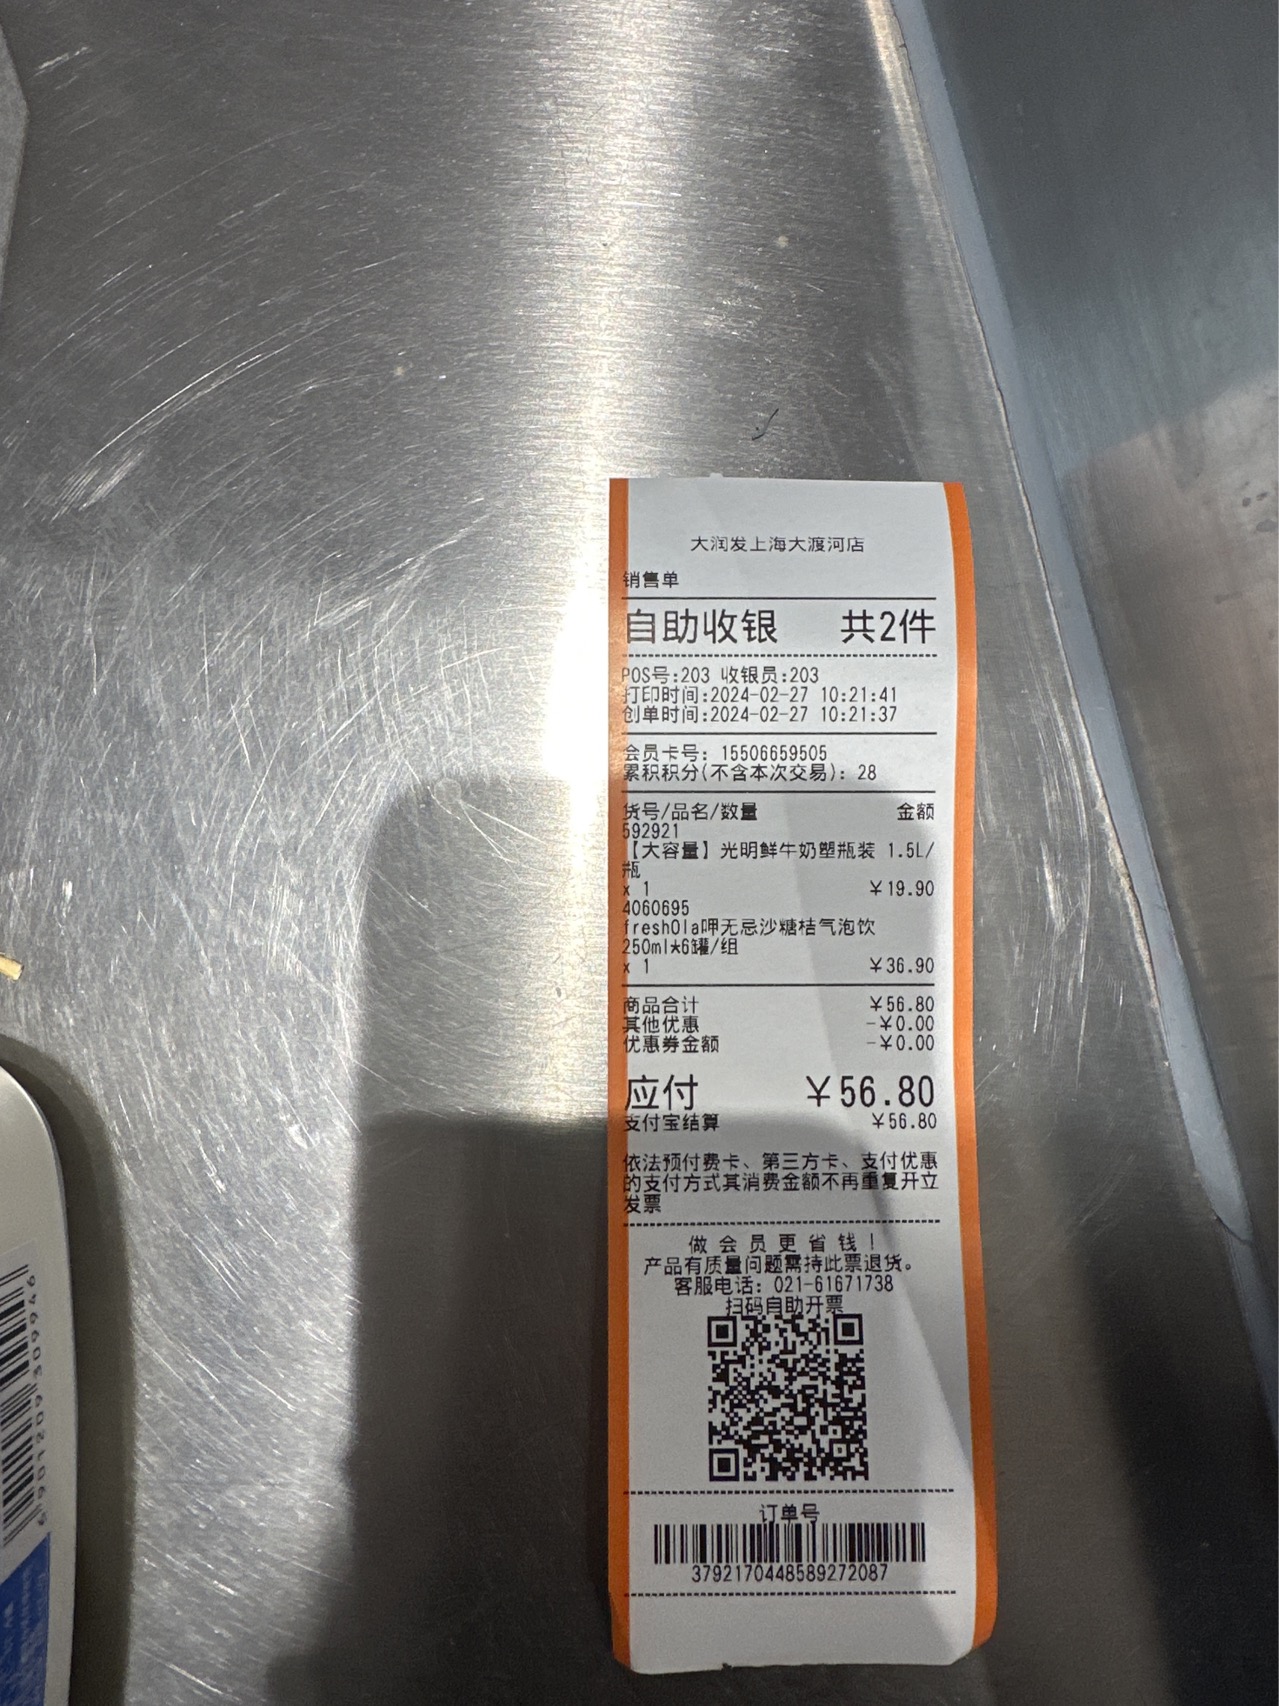 大润发上海大渡河店
销售单
自助收银 共2件
POS号:203 收银员:203
打印时间:2024-02-27 10:21:41
创单时间:2024-02-27 10:21:37
会员卡号: 15506659505
累积积分(不含本次交易): 28
货号/品名/数量 金额
592921
【大容量】光明鲜牛奶塑瓶装 1.5L/
瓶
x 1 ￥19.90
4060695
freshOla呷无忌沙糖桔气泡饮
250ml*6罐/组
x 1 ￥36.90
商品合计 ￥56.80
其他优惠 -￥0.00
优惠券金额 -￥0.00
应付 ￥56.80
支付宝结算 ￥56.80
依法预付费卡、第三方卡、支付优惠
的支付方式其消费金额不再重复开立
发票
做会员更省钱！
产品有质量问题需持此票退货。
客服电话: 021-61671738
扫码自助开票
订单号
3792170448589272087
6901209309946